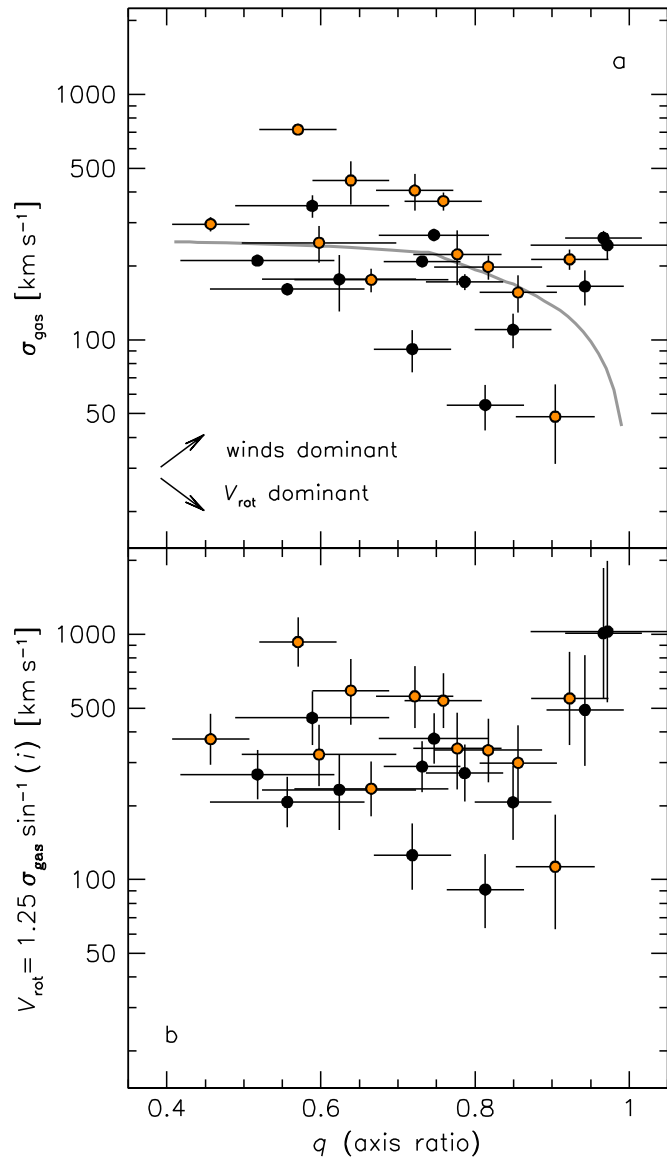 a
1000
500
100
50
σgas [km s⁻¹]
winds dominant
Vrot dominant
1000
500
100
50
Vrot = 1.25 σgas sin⁻¹ (i) [km s⁻¹]
b
0.4 0.6 0.8 1
q (axis ratio)